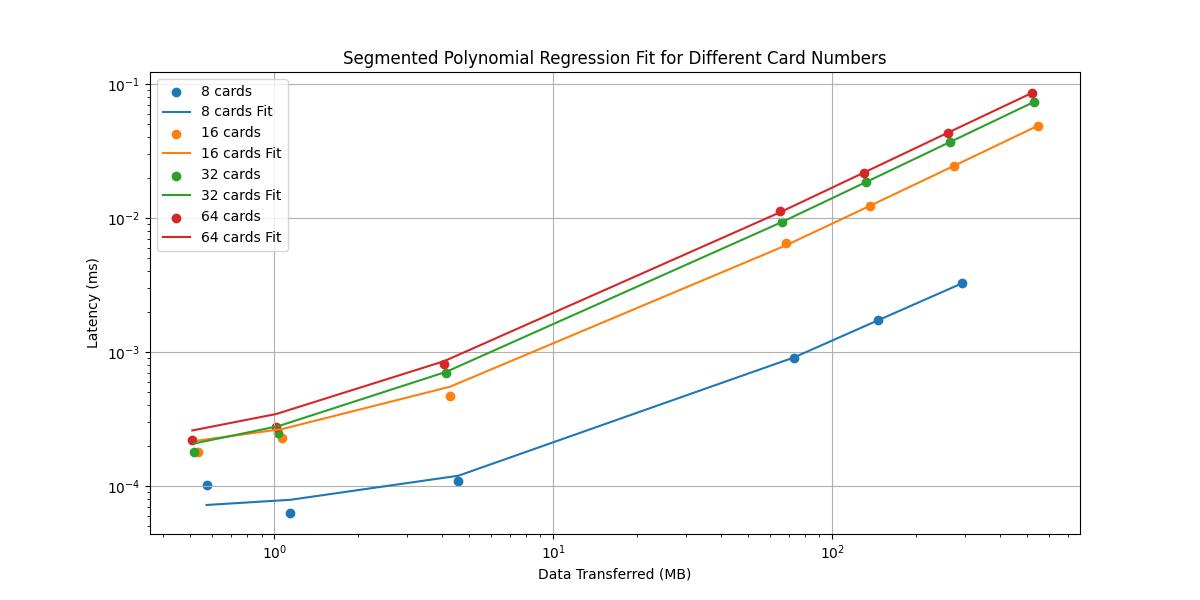 Segmented Polynomial Regression Fit for Different Card Numbers
8 cards
8 cards Fit
16 cards
16 cards Fit
32 cards
32 cards Fit
64 cards
64 cards Fit
10⁻¹
10⁻²
10⁻³
10⁻⁴
Latency (ms)
10⁰ 10¹ 10²
Data Transferred (MB)